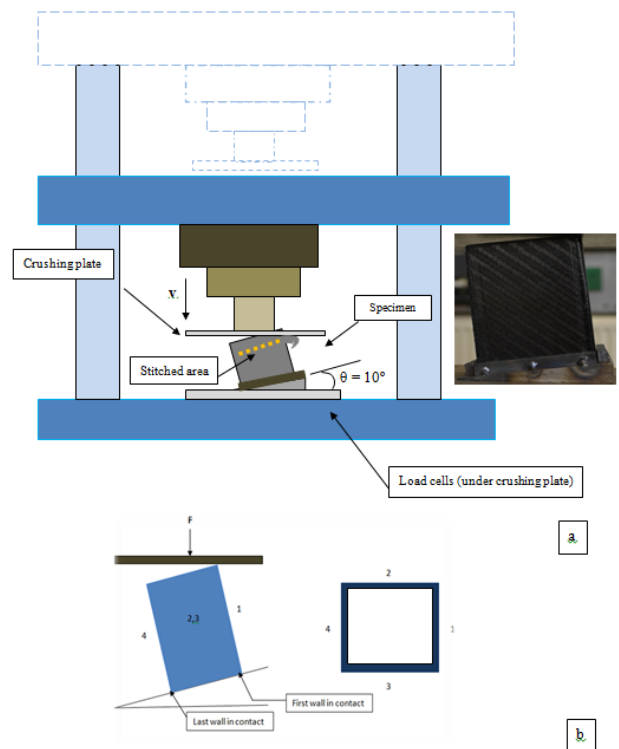 Crushing plate
v.
Specimen
Stitched area
θ = 10°
Load cells (under crushing plate)
a
F
2
4
2,3
1
4
1
3
First wall in contact
Last wall in contact
b